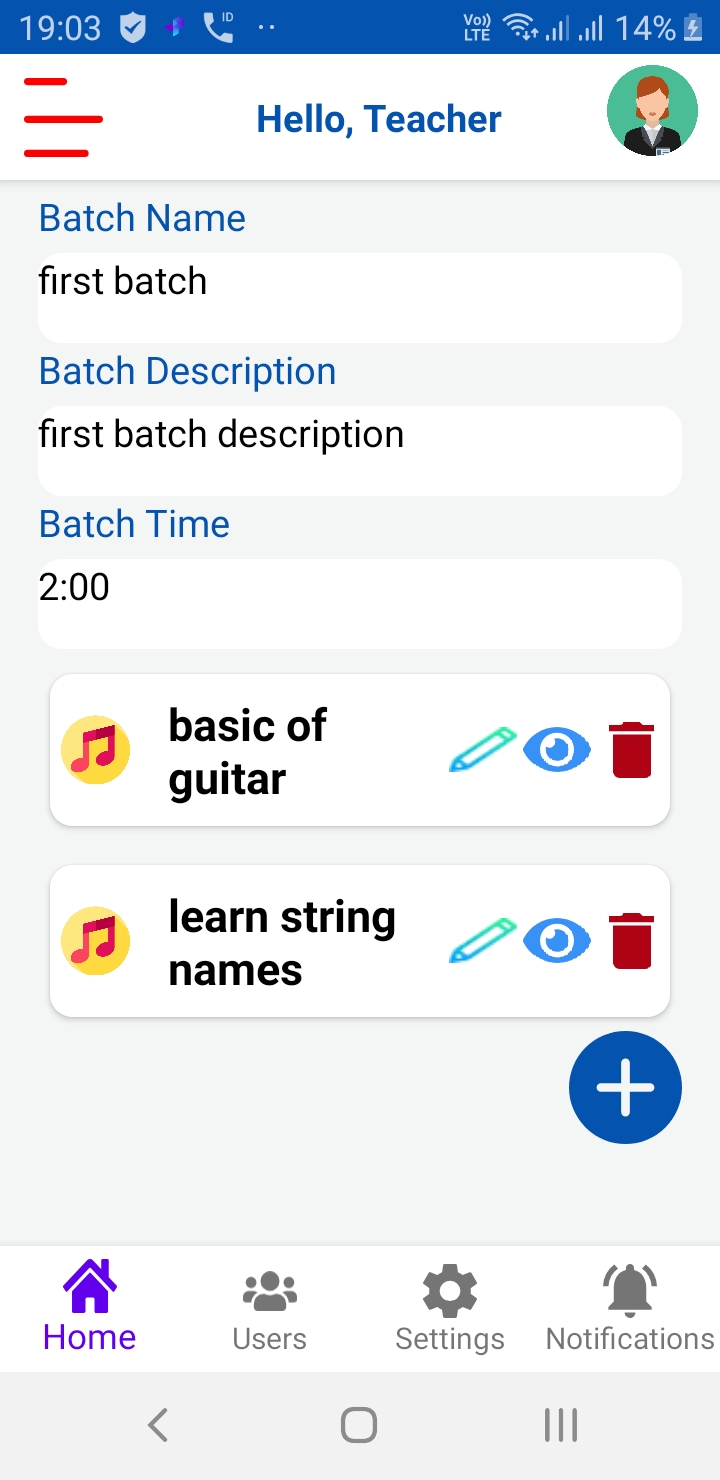 19:03 ID Vo)) LTE 14%
Hello, Teacher
Batch Name
first batch
Batch Description
first batch description
Batch Time
2:00
basic of
guitar
learn string
names
Home Users Settings Notifications